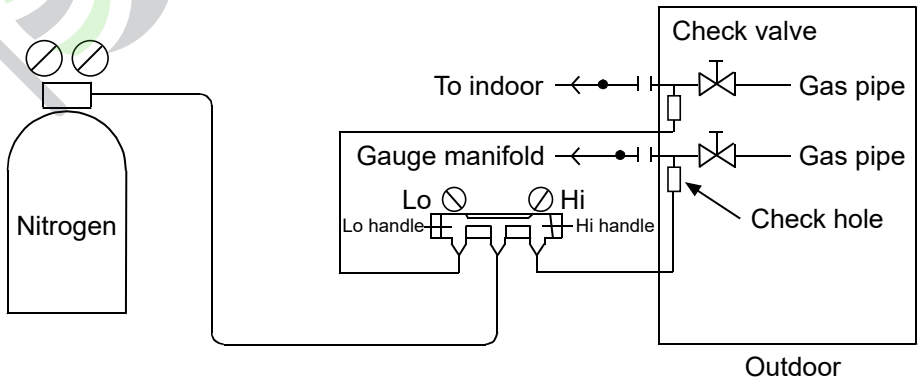 Check valve
To indoor
Gas pipe
Gauge manifold
Gas pipe
Lo
Hi
Lo handle
Hi handle
Check hole
Nitrogen
Outdoor